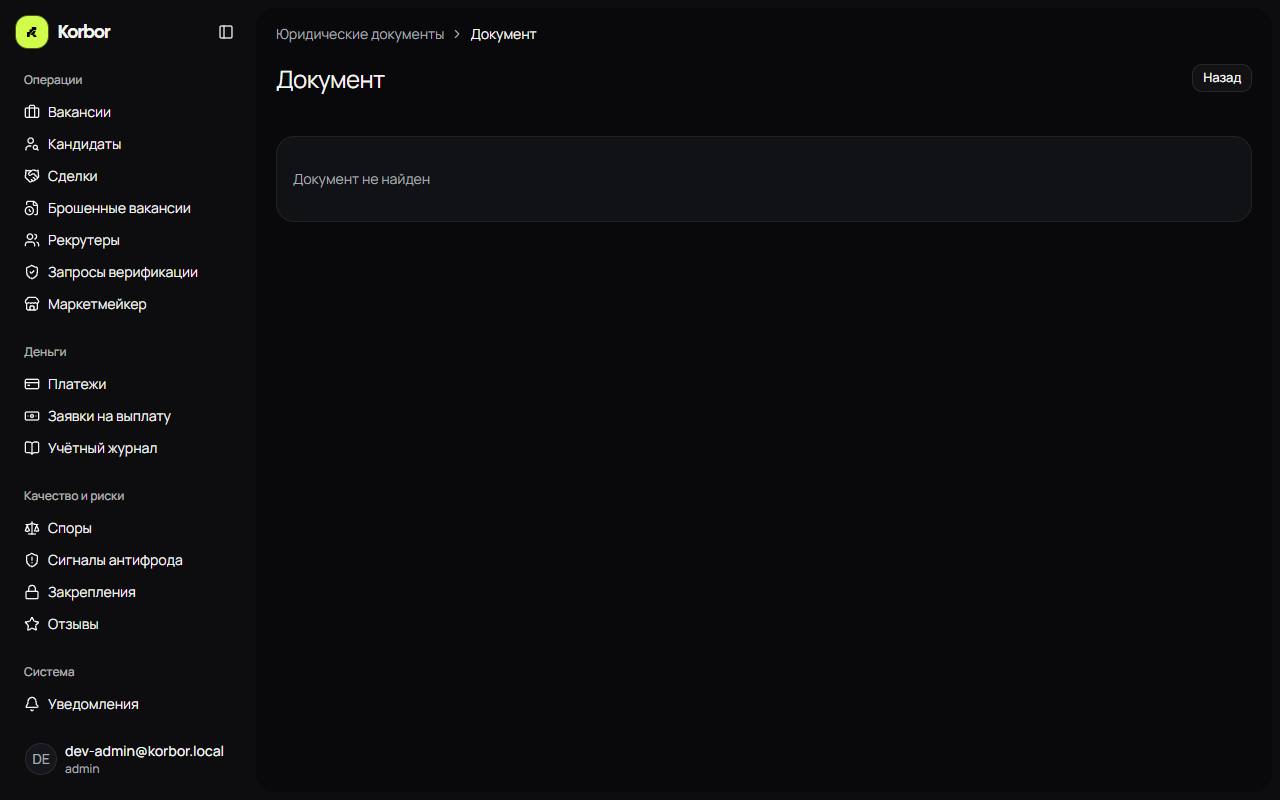 Korbor
Операции
Вакансии
Кандидаты
Сделки
Брошенные вакансии
Рекрутеры
Запросы верификации
Маркетмейкер
Деньги
Платежи
Заявки на выплату
Учётный журнал
Качество и риски
Споры
Сигналы антифрода
Закрепления
Отзывы
Система
Уведомления
DE
dev-admin@korbor.local
admin
Юридические документы > Документ
Документ
Назад
Документ не найден